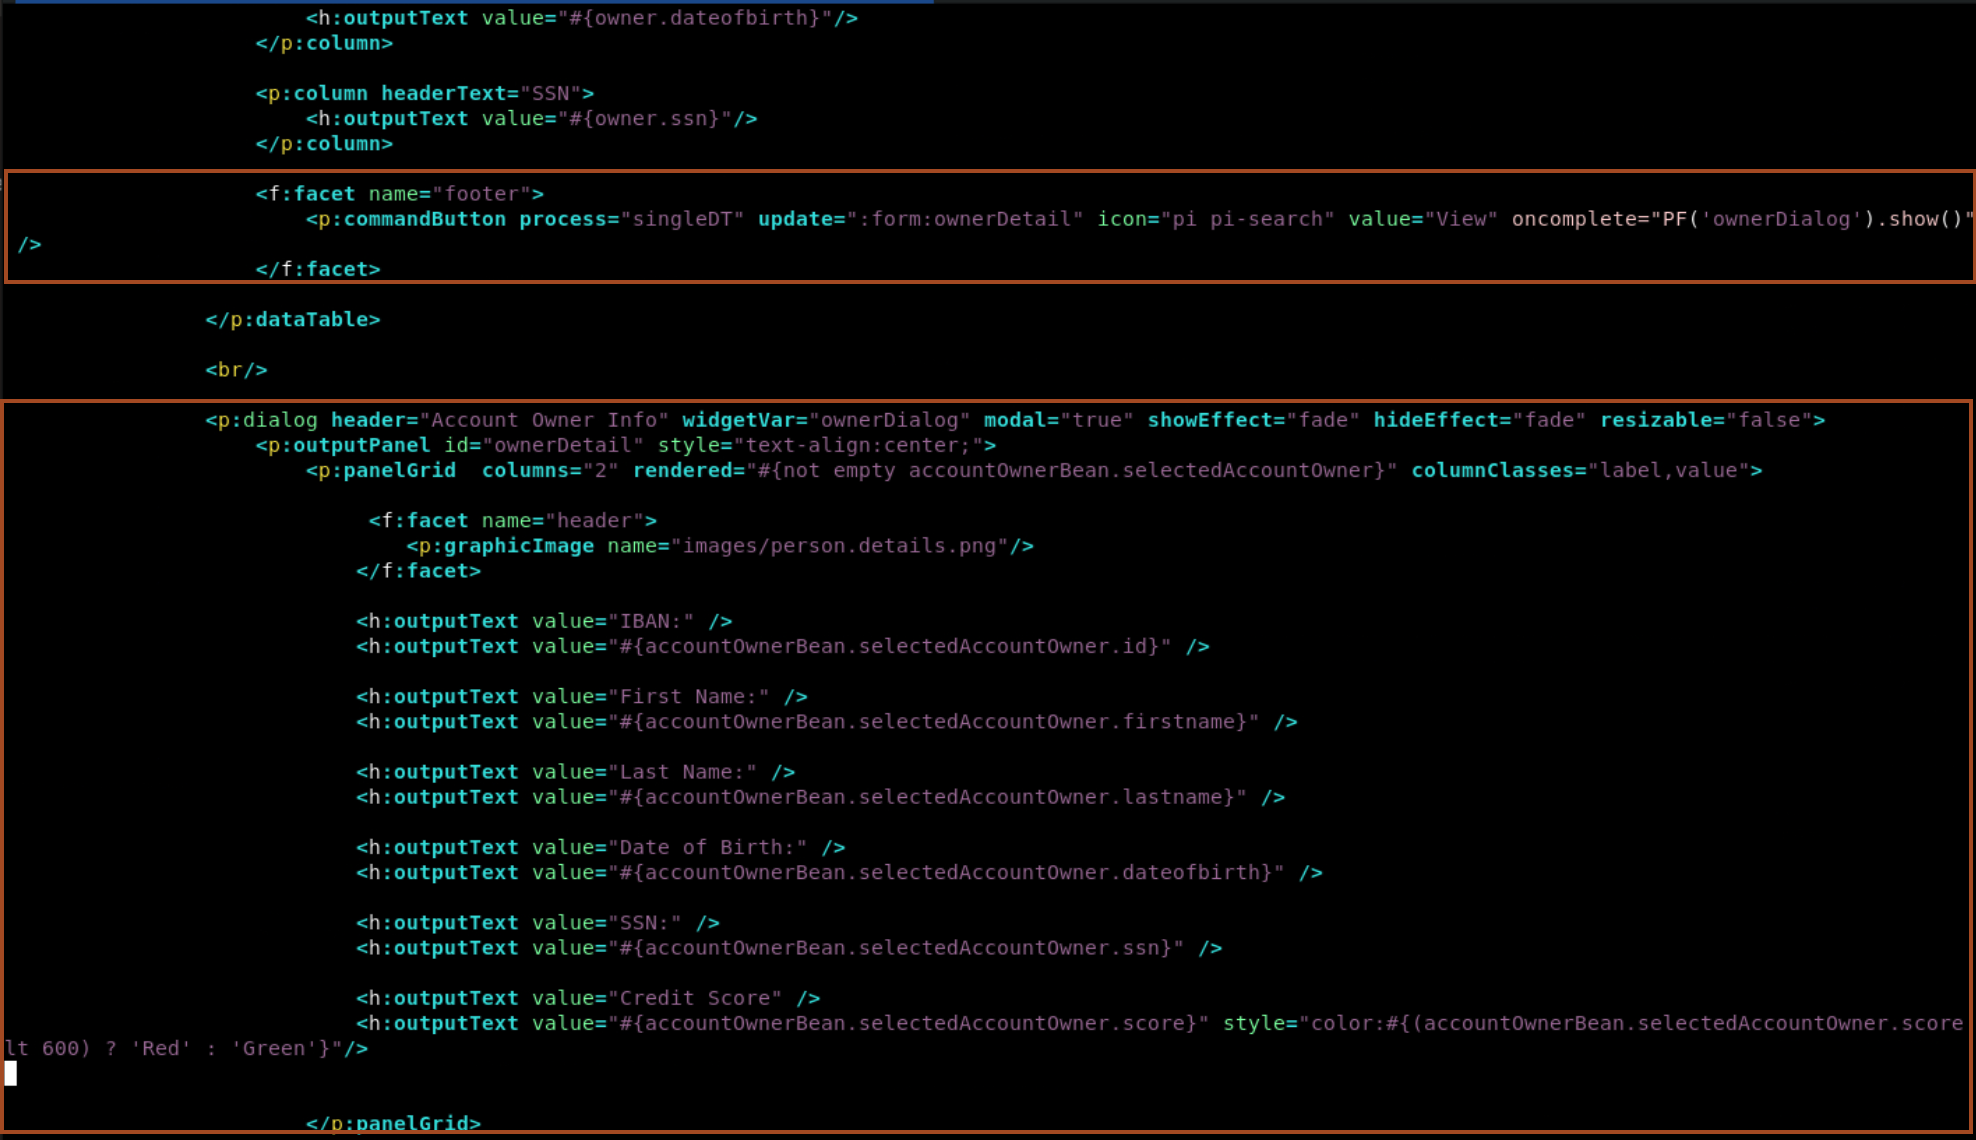 <h:outputText value="#{owner.dateofbirth}"/>
</p:column>
<p:column headerText="SSN">
<h:outputText value="#{owner.ssn}"/>
</p:column>
<f:facet name="footer">
<p:commandButton process="singleDT" update=":form:ownerDetail" icon="pi pi-search" value="View" oncomplete="PF('ownerDialog').show()"
/>
</f:facet>
</p:dataTable>
<br/>
<p:dialog header="Account Owner Info" widgetVar="ownerDialog" modal="true" showEffect="fade" hideEffect="fade" resizable="false">
<p:outputPanel id="ownerDetail" style="text-align:center;">
<p:panelGrid  columns="2" rendered="#{not empty accountOwnerBean.selectedAccountOwner}" columnClasses="label,value">
<f:facet name="header">
<p:graphicImage name="images/person.details.png"/>
</f:facet>
<h:outputText value="IBAN:" />
<h:outputText value="#{accountOwnerBean.selectedAccountOwner.id}" />
<h:outputText value="First Name:" />
<h:outputText value="#{accountOwnerBean.selectedAccountOwner.firstname}" />
<h:outputText value="Last Name:" />
<h:outputText value="#{accountOwnerBean.selectedAccountOwner.lastname}" />
<h:outputText value="Date of Birth:" />
<h:outputText value="#{accountOwnerBean.selectedAccountOwner.dateofbirth}" />
<h:outputText value="SSN:" />
<h:outputText value="#{accountOwnerBean.selectedAccountOwner.ssn}" />
<h:outputText value="Credit Score" />
<h:outputText value="#{accountOwnerBean.selectedAccountOwner.score}" style="color:#{(accountOwnerBean.selectedAccountOwner.score
lt 600) ? 'Red' : 'Green'}"/>
</p:panelGrid>